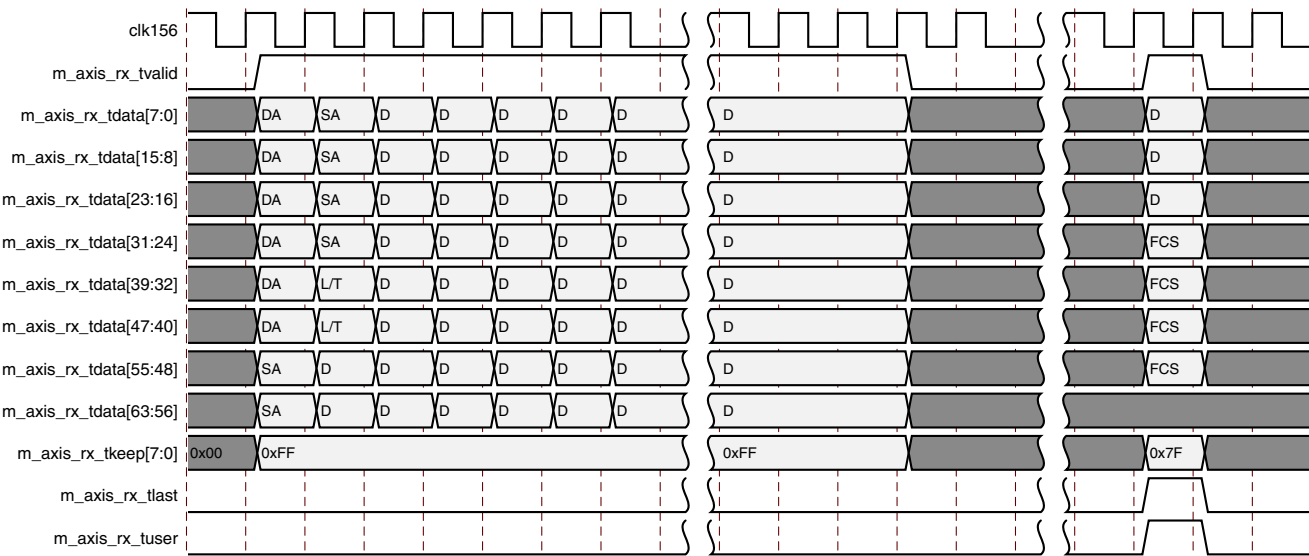 clk156
m_axis_rx_tvalid
m_axis_rx_tdata[7:0] DA SA D D D D D D D
m_axis_rx_tdata[15:8] DA SA D D D D D D D
m_axis_rx_tdata[23:16] DA SA D D D D D D D
m_axis_rx_tdata[31:24] DA SA D D D D D D FCS
m_axis_rx_tdata[39:32] DA L/T D D D D D D FCS
m_axis_rx_tdata[47:40] DA L/T D D D D D D FCS
m_axis_rx_tdata[55:48] SA D D D D D D D FCS
m_axis_rx_tdata[63:56] SA D D D D D D D
m_axis_rx_tkeep[7:0] 0x00 0xFF 0xFF 0x7F
m_axis_rx_tlast
m_axis_rx_tuser